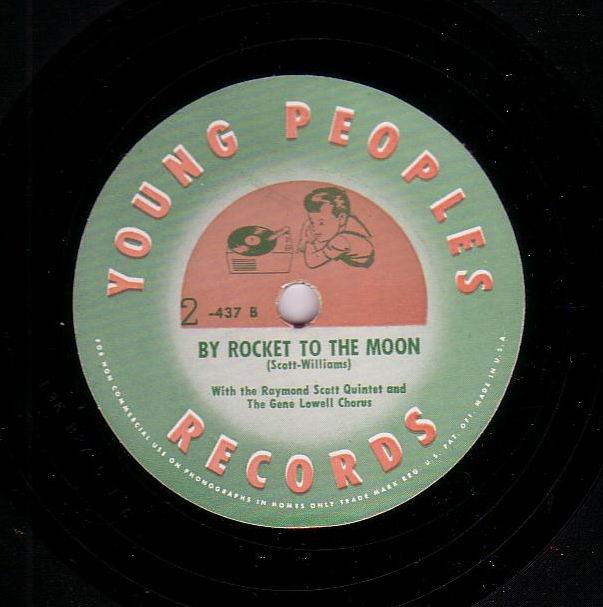 YOUNG PEOPLES
2 -437 B
BY ROCKET TO THE MOON
(Scott-Williams)
With the Raymond Scott Quintet and
The Gene Lowell Chorus
RECORDS
FOR NON COMMERCIAL USE ON PHONOGRAPHS IN HOMES ONLY TRADE MARK REG. U.S. PAT. OFF. MADE IN U.S.A.